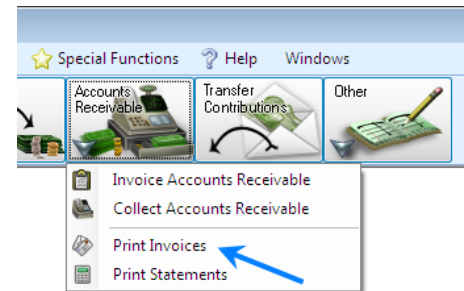 Special Functions Help Windows
Accounts Receivable
Transfer Contributions
Other
Invoice Accounts Receivable
Collect Accounts Receivable
Print Invoices
Print Statements